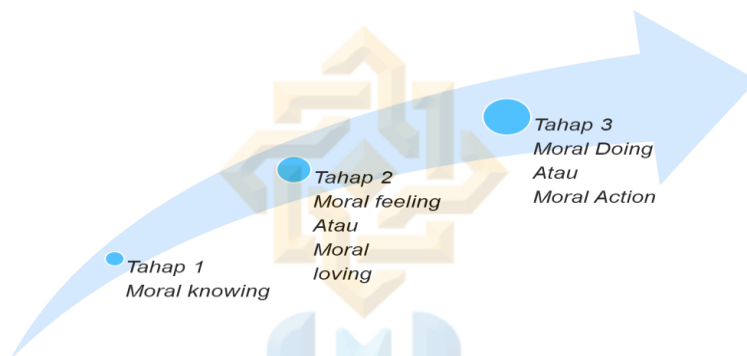 Tahap 1
Moral knowing
Tahap 2
Moral feeling
Atau
Moral
loving
Tahap 3
Moral Doing
Atau
Moral Action